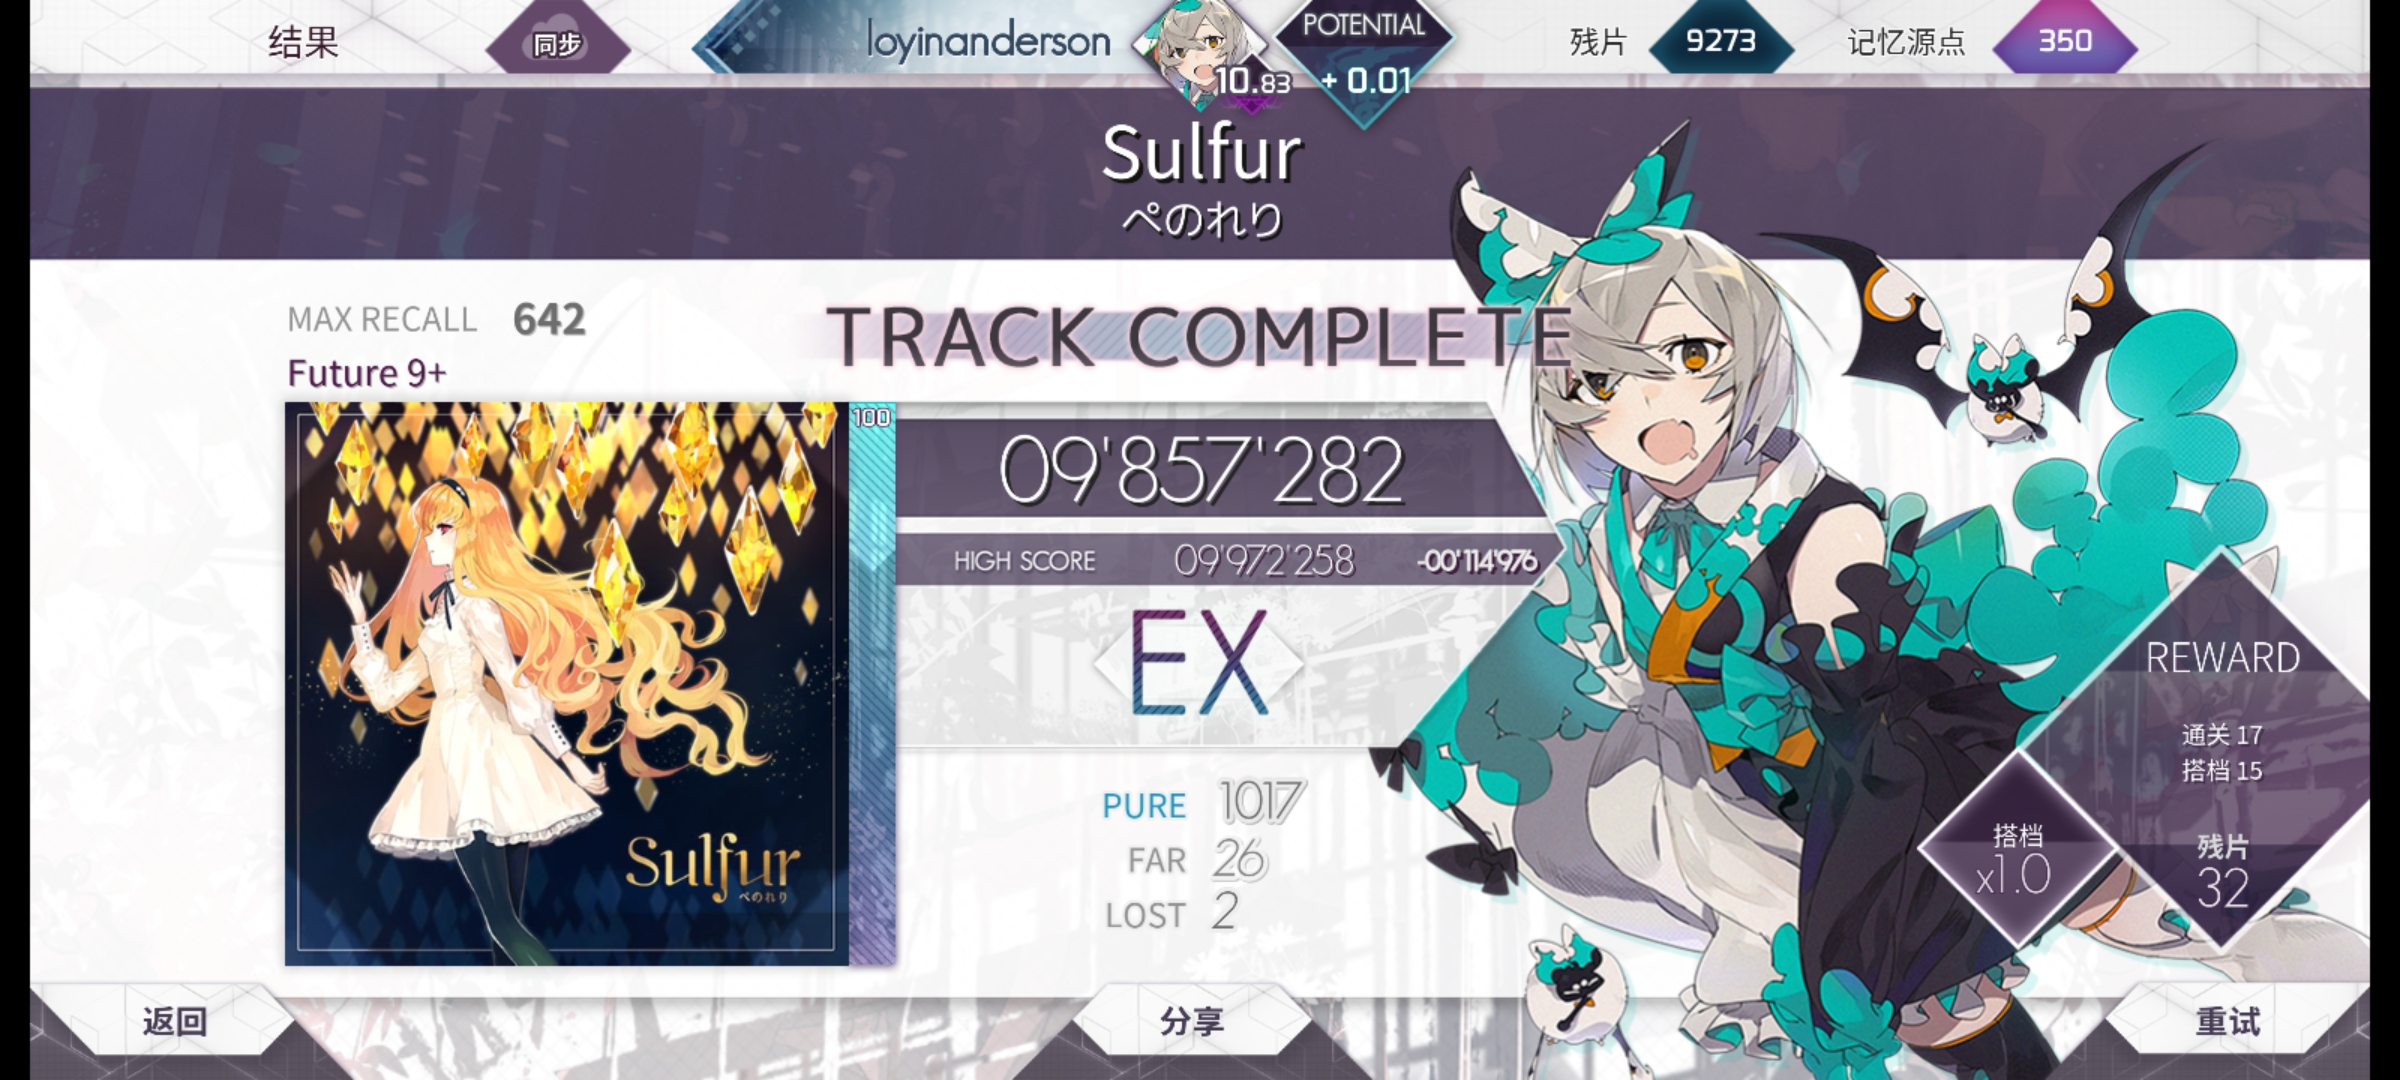 结果
同步
loyinanderson
10.83
POTENTIAL
+ 0.01
残片 9273
记忆源点 350
Sulfur
ぺのれり
MAX RECALL 642
Future 9+
TRACK COMPLETE
100
09'857'282
HIGH SCORE 09'972'258 -00'114'976
EX
Sulfur
ぺのれり
PURE 1017
FAR 26
LOST 2
REWARD
通关 17
搭档 15
搭档
x1.0
残片
32
返回
分享
重试